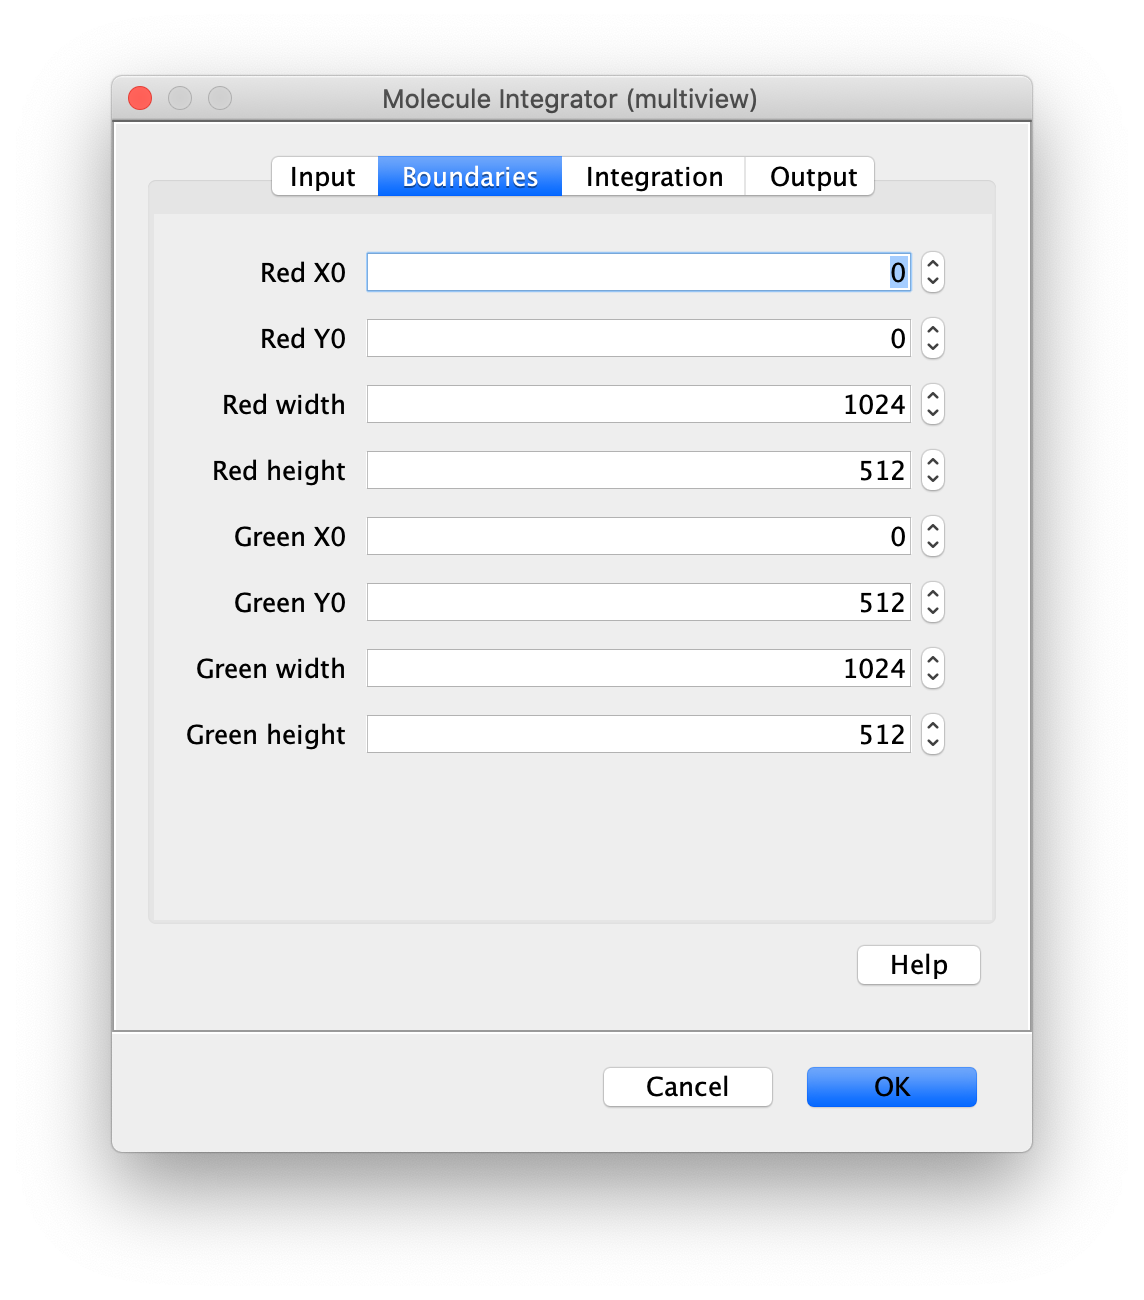 Molecule Integrator (multiview)
Input Boundaries Integration Output
Red X0 0
Red Y0 0
Red width 1024
Red height 512
Green X0 0
Green Y0 512
Green width 1024
Green height 512
Help
Cancel OK